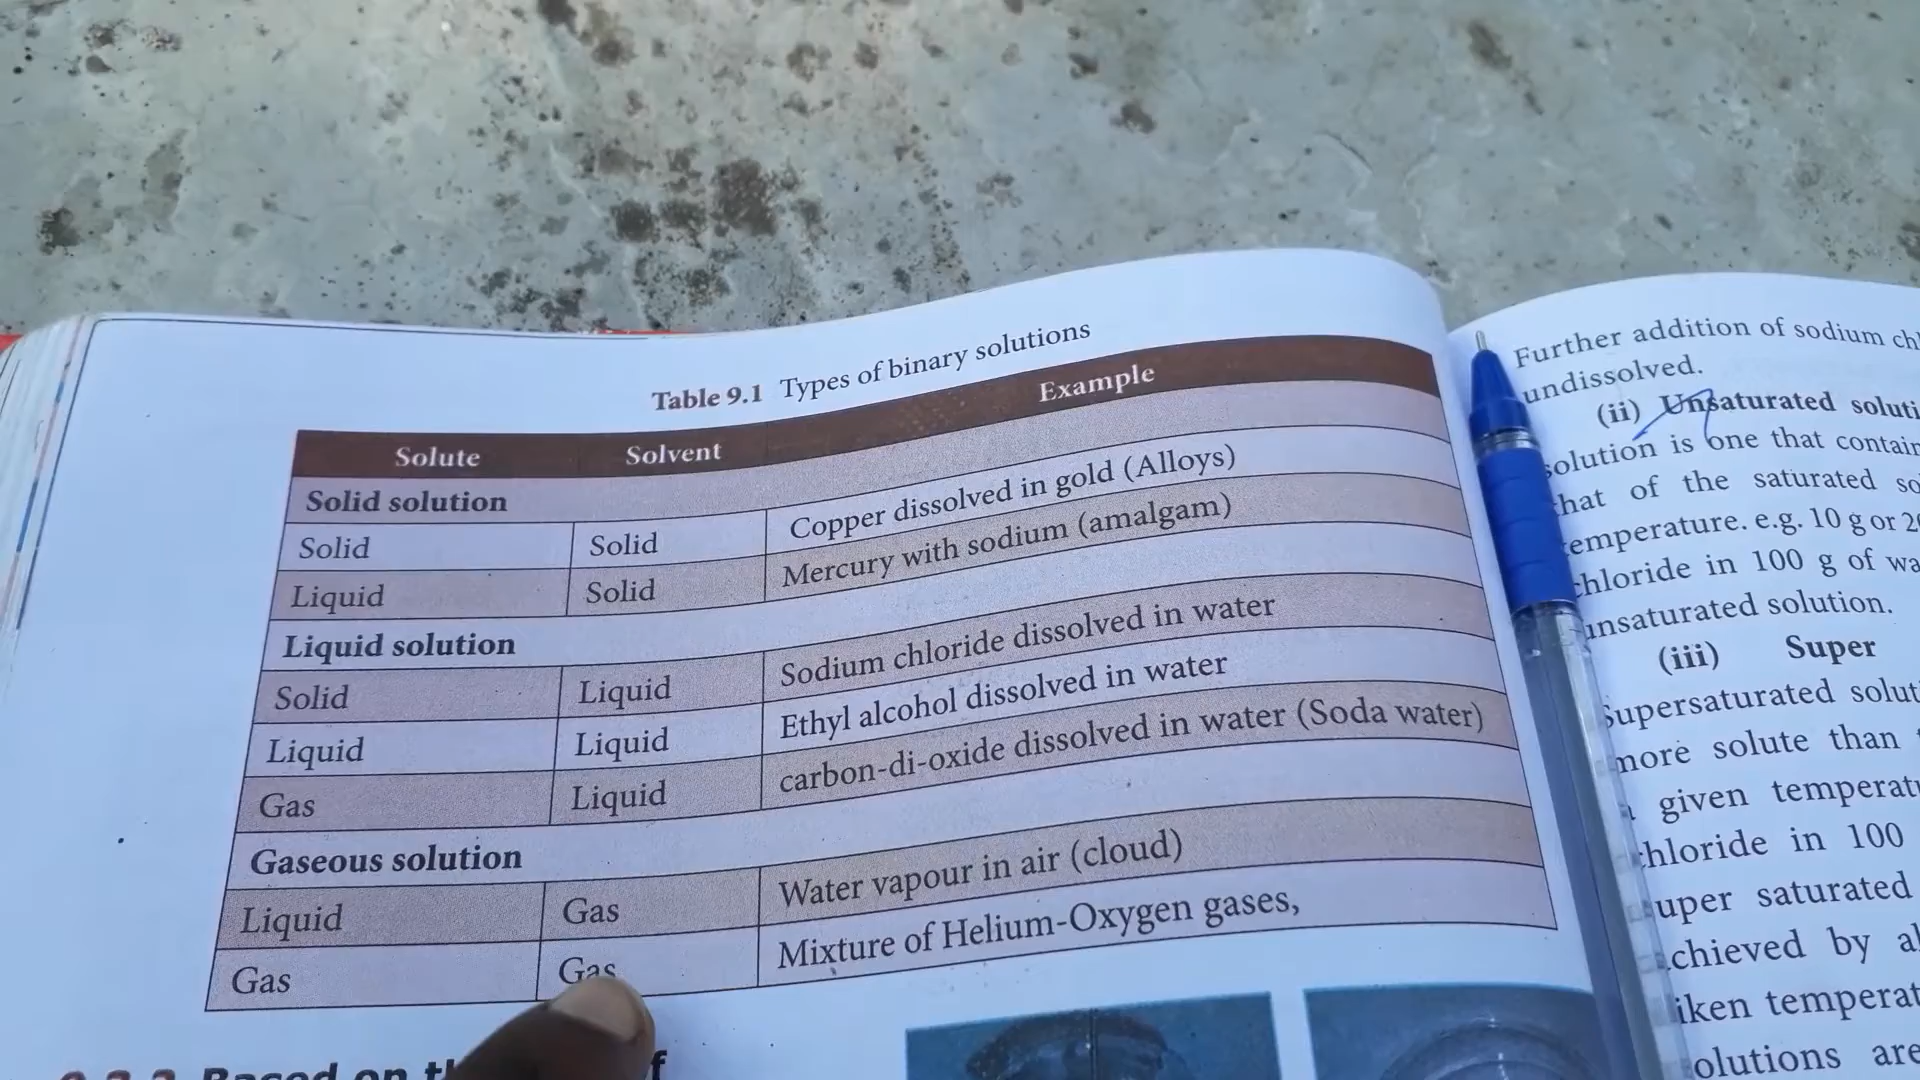 Table 9.1 Types of binary solutions
Solute Solvent Example
Solid solution
Solid Solid Copper dissolved in gold (Alloys)
Liquid Solid Mercury with sodium (amalgam)
Liquid solution
Solid Liquid Sodium chloride dissolved in water
Liquid Liquid Ethyl alcohol dissolved in water
Gas Liquid carbon-di-oxide dissolved in water (Soda water)
Gaseous solution
Liquid Gas Water vapour in air (cloud)
Gas Gas Mixture of Helium-Oxygen gases,
Based on
Further addition of sodium
undissolved.
(ii) Unsaturated
solution is one that
of the saturated
e.g. 10 g or
in 100 g of
solution.
(iii) Super
more solute than
given temperat
in 100
saturated
by
are